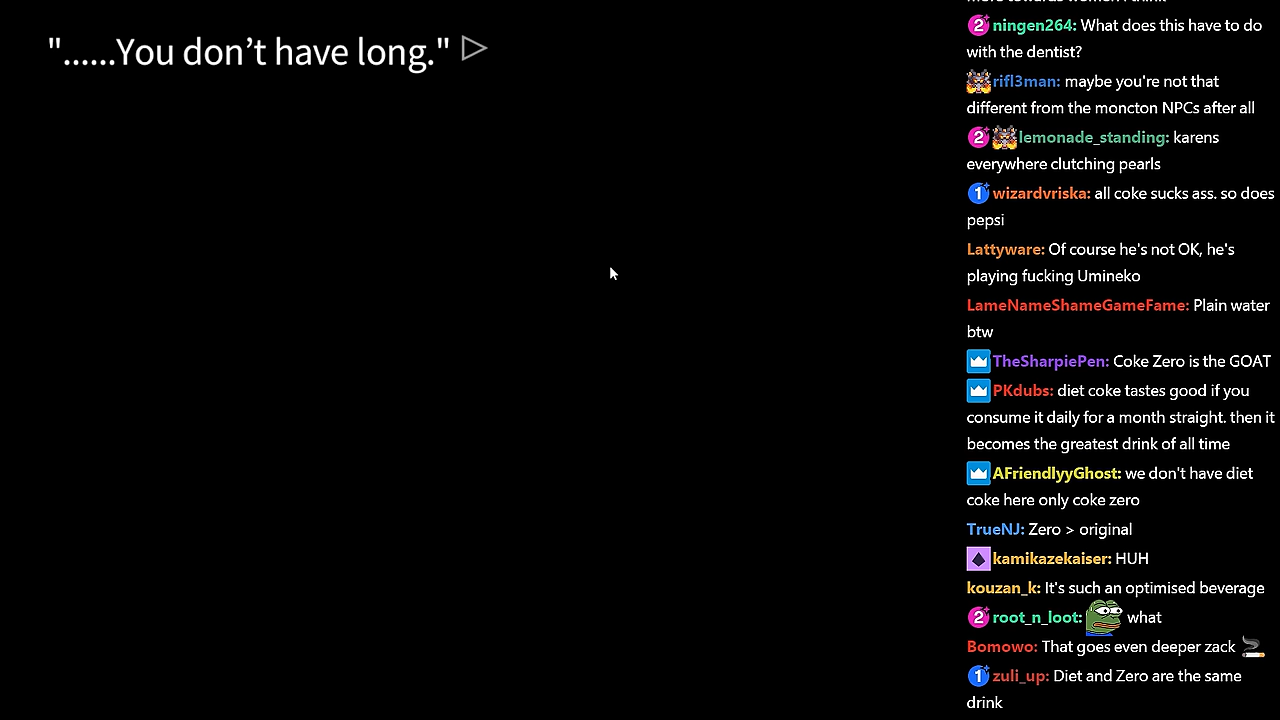 "......You don’t have long."
ningen264: What does this have to do
with the dentist?
rifl3man: maybe you're not that
different from the moncton NPCs after all
lemonade_standing: karens
everywhere clutching pearls
wizardvriska: all coke sucks ass. so does
pepsi
Lattyware: Of course he's not OK, he's
playing fucking Umineko
LameNameShameGameFame: Plain water
btw
TheSharpiePen: Coke Zero is the GOAT
PKdubs: diet coke tastes good if you
consume it daily for a month straight. then it
becomes the greatest drink of all time
AFriendlyyGhost: we don't have diet
coke here only coke zero
TrueNJ: Zero > original
kamikazekaiser: HUH
kouzan_k: It's such an optimised beverage
root_n_loot: what
Bomowo: That goes even deeper zack
zuli_up: Diet and Zero are the same
drink